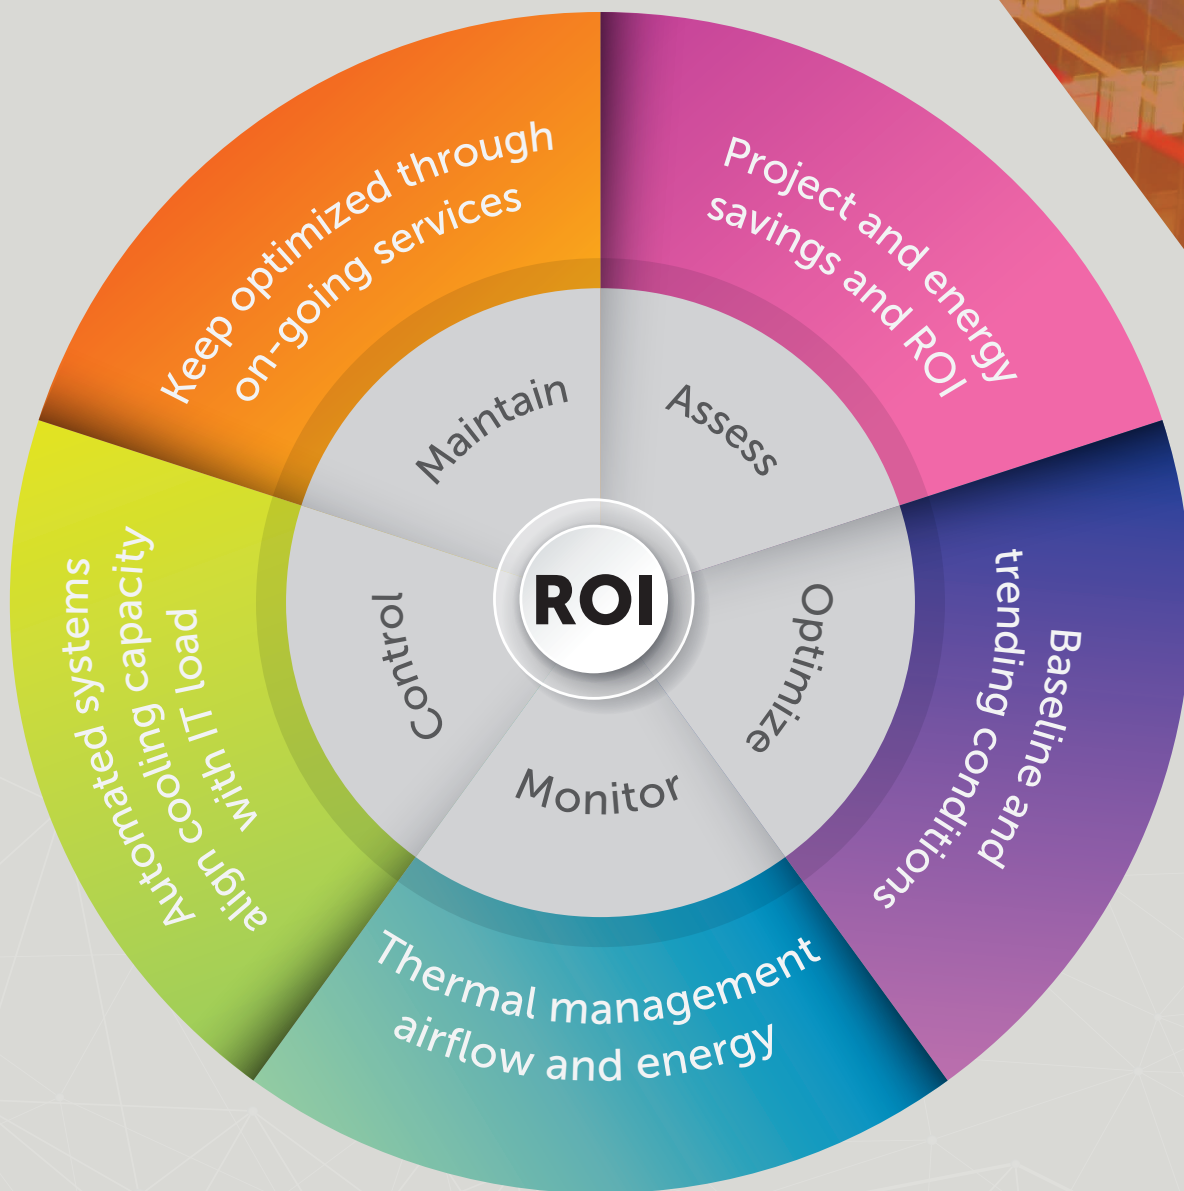 Keep optimized through
on-going services
Maintain
Project and energy
savings and ROI
Assess
Baseline and
trending conditions
Optimize
Thermal management
airflow and energy
Monitor
Automated systems
align cooling capacity
with IT load
Control
ROI